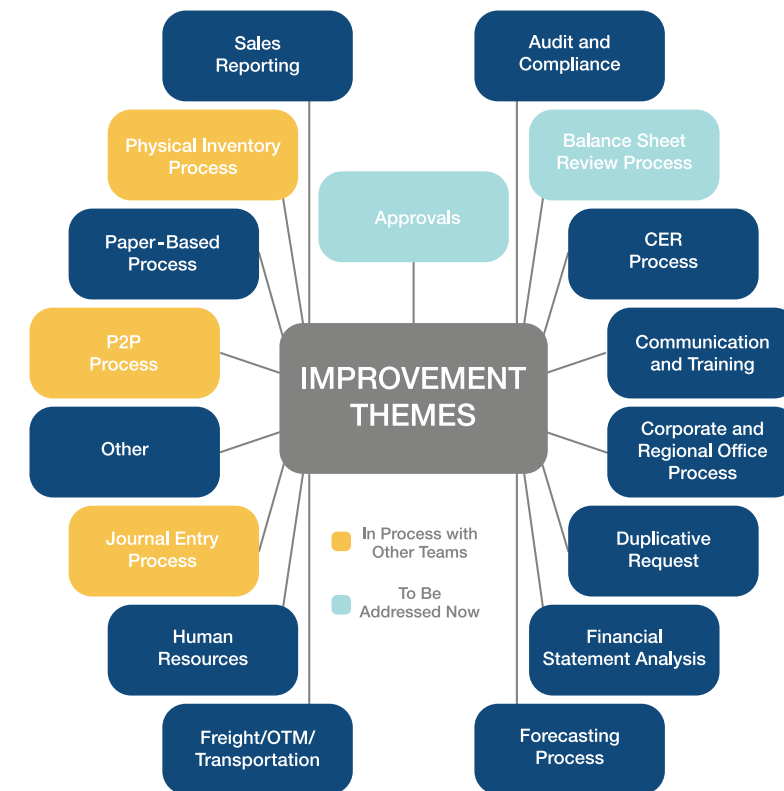 Sales
Reporting
Audit and
Compliance
Physical Inventory
Process
Balance Sheet
Review Process
Approvals
Paper-Based
Process
CER
Process
P2P
Process
Communication
and Training
IMPROVEMENT
THEMES
Other
Corporate and
Regional Office
Process
Journal Entry
Process
In Process with
Other Teams
Duplicative
Request
To Be
Addressed Now
Human
Resources
Financial
Statement Analysis
Freight/OTM/
Transportation
Forecasting
Process